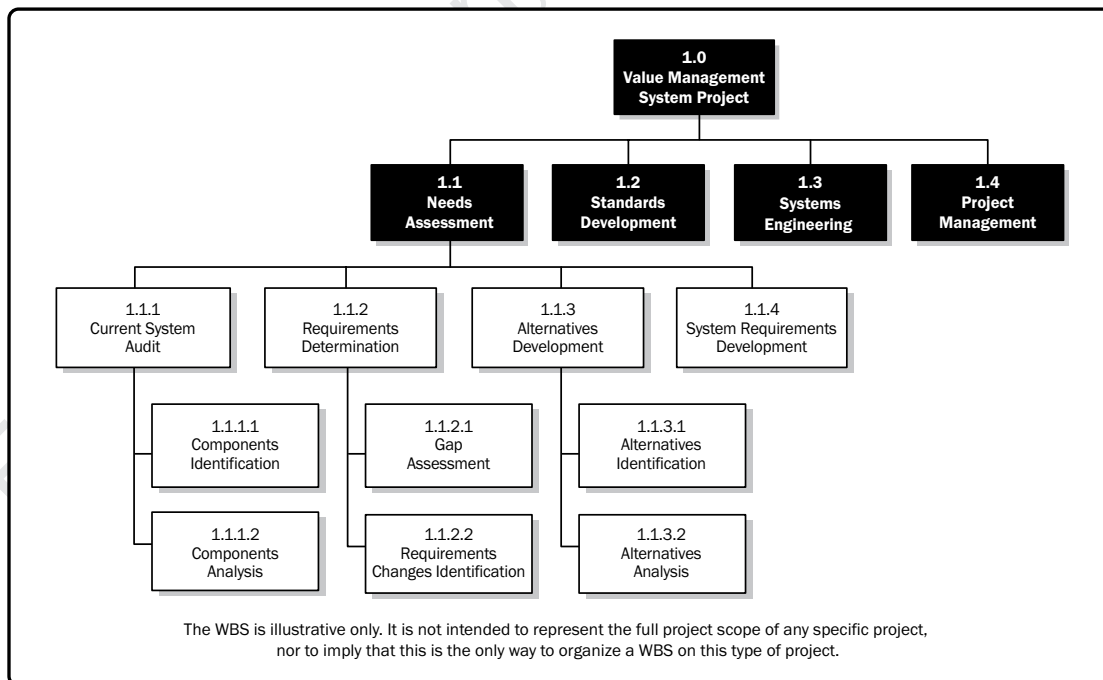 1.0
Value Management
System Project
1.1
Needs
Assessment
1.2
Standards
Development
1.3
Systems
Engineering
1.4
Project
Management
1.1.1
Current System
Audit
1.1.2
Requirements
Determination
1.1.3
Alternatives
Development
1.1.4
System Requirements
Development
1.1.1.1
Components
Identification
1.1.2.1
Gap
Assessment
1.1.3.1
Alternatives
Identification
1.1.1.2
Components
Analysis
1.1.2.2
Requirements
Changes Identification
1.1.3.2
Alternatives
Analysis
The WBS is illustrative only. It is not intended to represent the full project scope of any specific project,
nor to imply that this is the only way to organize a WBS on this type of project.